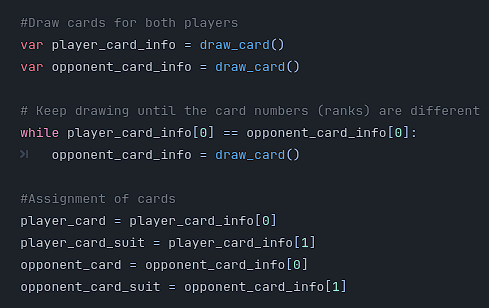 #Draw cards for both players
var player_card_info = draw_card()
var opponent_card_info = draw_card()
# Keep drawing until the card numbers (ranks) are different
while player_card_info[0] == opponent_card_info[0]:
opponent_card_info = draw_card()
#Assignment of cards
player_card = player_card_info[0]
player_card_suit = player_card_info[1]
opponent_card = opponent_card_info[0]
opponent_card_suit = opponent_card_info[1]